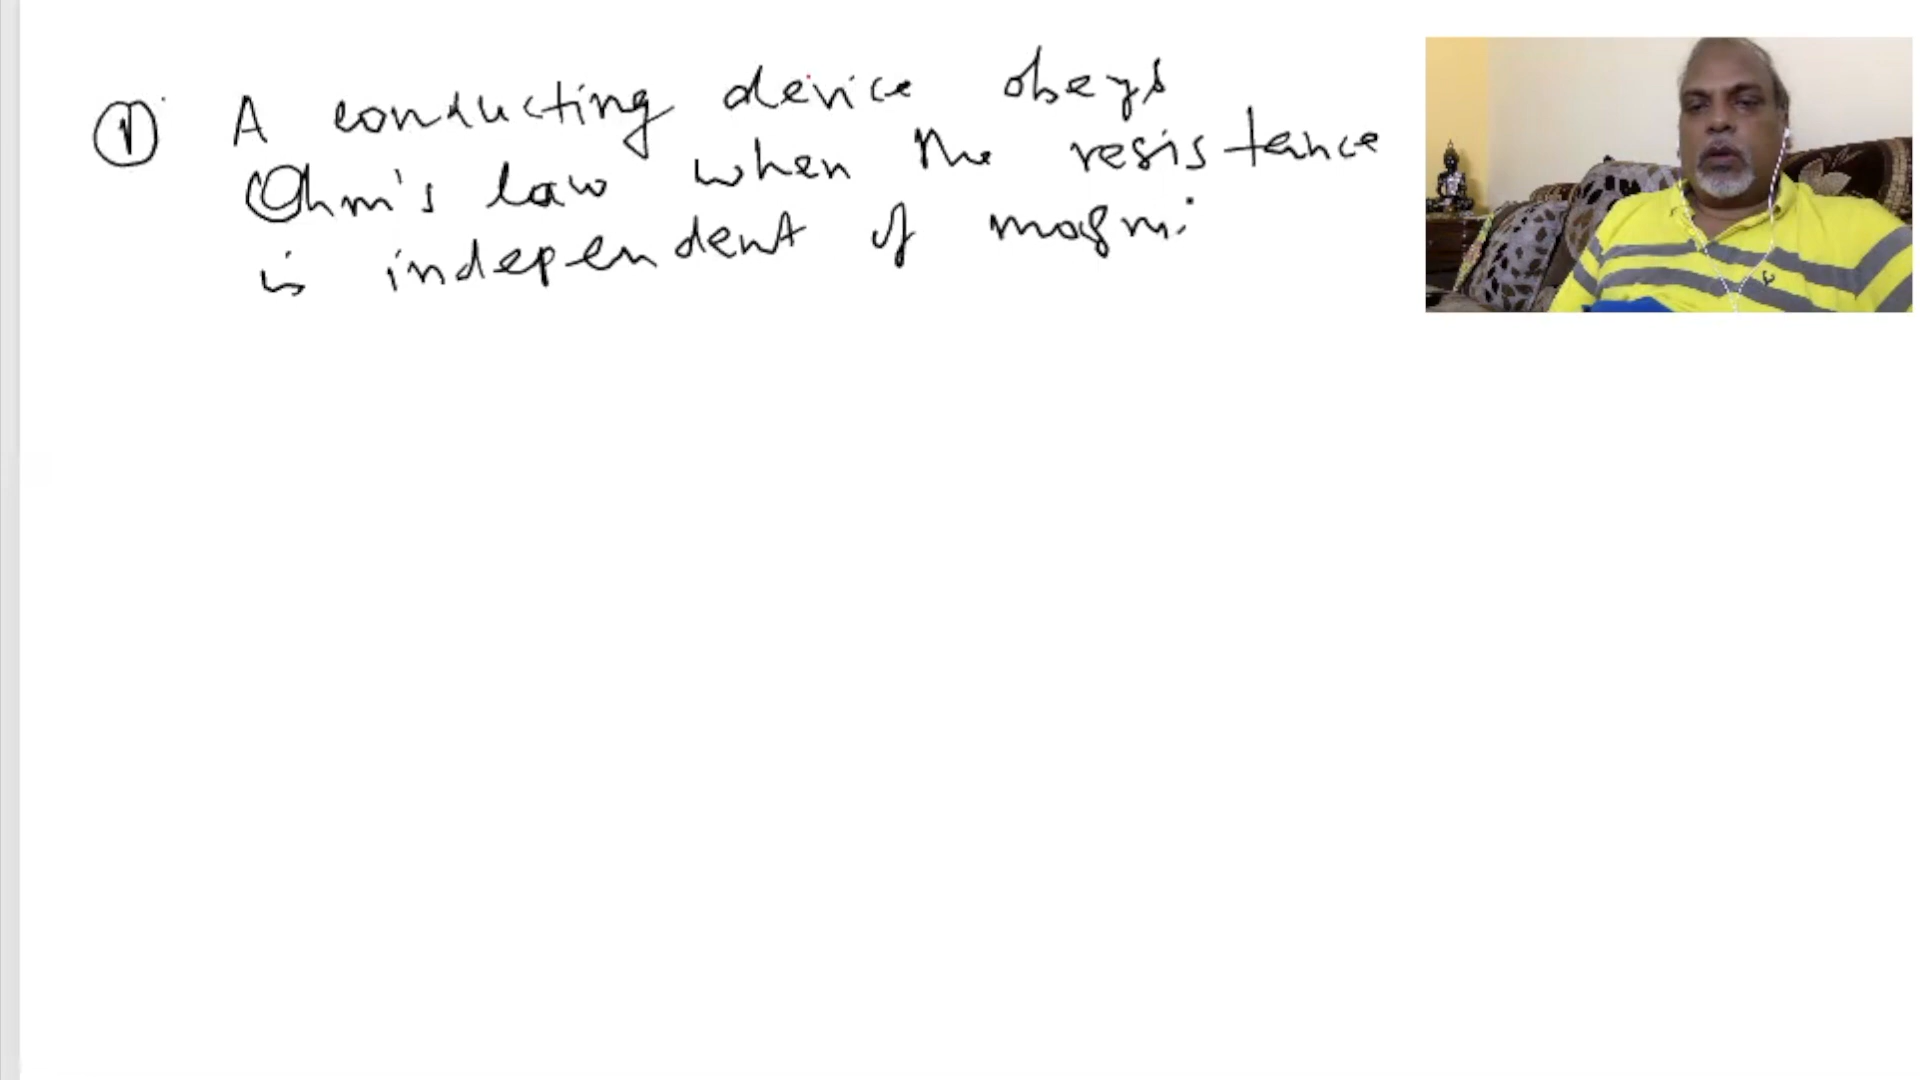 ① A conducting device obeys
Ohm's law when the resistance
is independent of magni